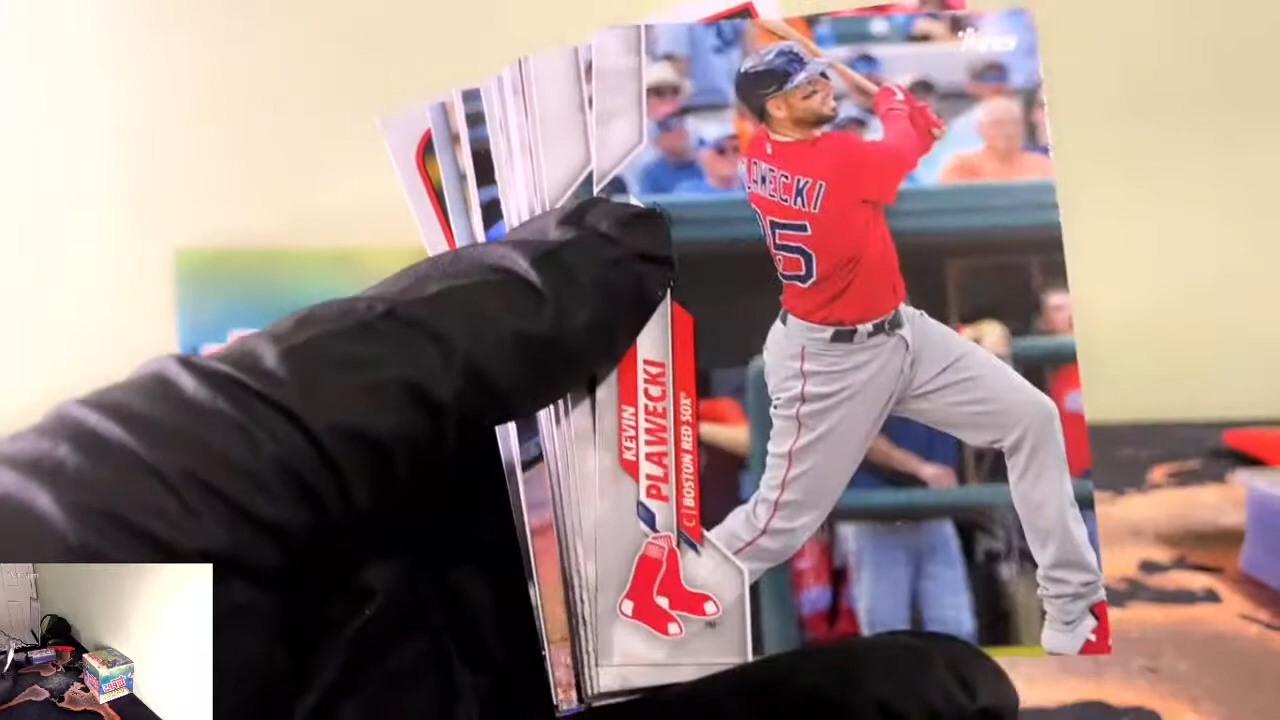 Topps
LAWECKI
25
KEVIN
PLAWECKI
C | BOSTON RED SOX®